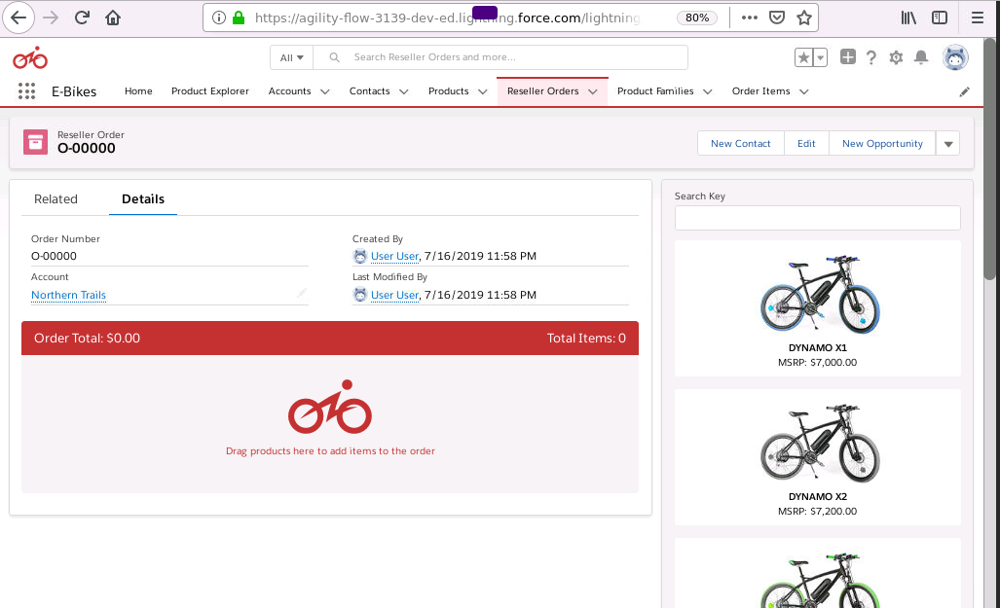 https://agility-flow-3139-dev-ed.lightning.force.com/lightning
80%
All
Search Reseller Orders and more...
E-Bikes
Home
Product Explorer
Accounts
Contacts
Products
Reseller Orders
Product Families
Order Items
Reseller Order
O-00000
New Contact
Edit
New Opportunity
Related
Details
Order Number
O-00000
Created By
User User, 7/16/2019 11:58 PM
Account
Northern Trails
Last Modified By
User User, 7/16/2019 11:58 PM
Order Total: $0.00
Total Items: 0
Drag products here to add items to the order
Search Key
DYNAMO X1
MSRP: $7,000.00
DYNAMO X2
MSRP: $7,200.00